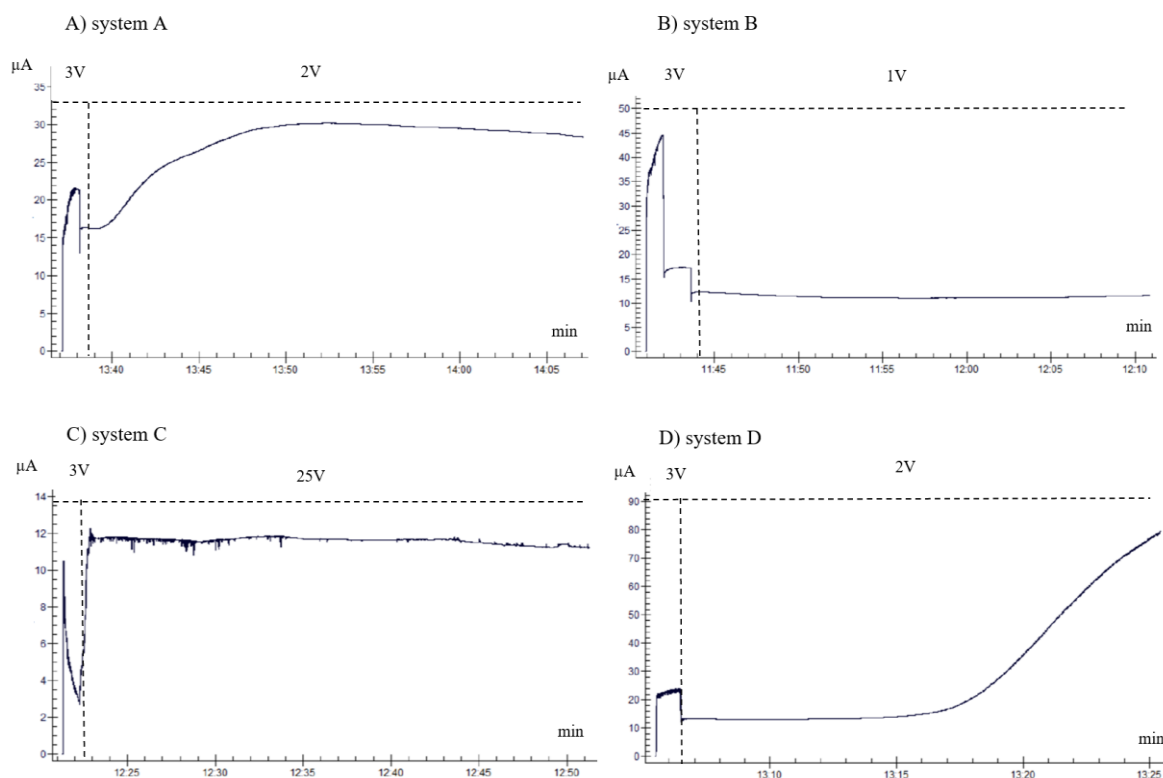 A) system A
µA
3V
2V
35
30
25
20
15
10
5
0
min
13:40
13:45
13:50
13:55
14:00
14:05
B) system B
µA
3V
1V
50
45
40
35
30
25
20
15
10
5
0
min
11:45
11:50
11:55
12:00
12:05
12:10
C) system C
µA
3V
25V
14
12
10
8
6
4
2
0
min
12:25
12:30
12:35
12:40
12:45
12:50
D) system D
µA
3V
2V
90
80
70
60
50
40
30
20
10
0
min
13:10
13:15
13:20
13:25